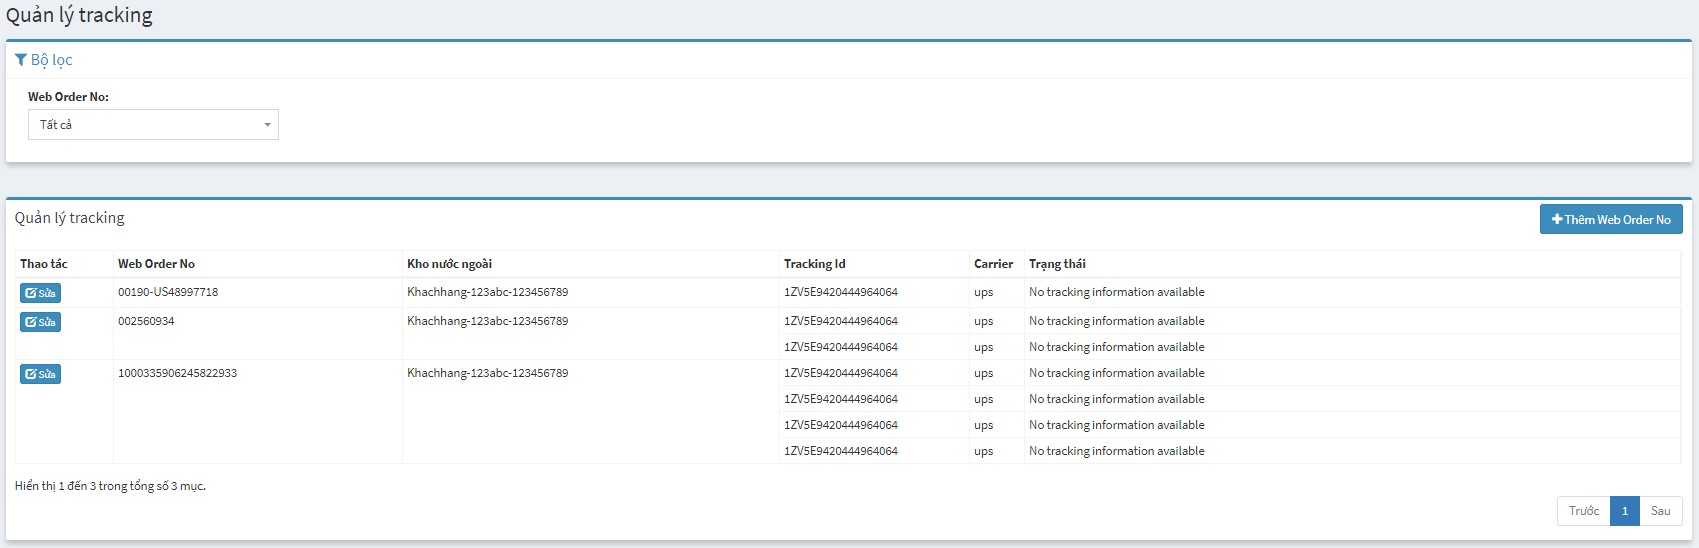 Quản lý tracking
Bộ lọc
Web Order No:
Tất cả
Quản lý tracking
Thêm Web Order No
Thao tác Web Order No Kho nước ngoài Tracking Id Carrier Trạng thái
Sửa 00190-US48997718 Khachhang-123abc-123456789 1ZV5E9420444964064 ups No tracking information available
Sửa 002560934 Khachhang-123abc-123456789 1ZV5E9420444964064 ups No tracking information available
1ZV5E9420444964064 ups No tracking information available
Sửa 1000335906245822933 Khachhang-123abc-123456789 1ZV5E9420444964064 ups No tracking information available
1ZV5E9420444964064 ups No tracking information available
1ZV5E9420444964064 ups No tracking information available
1ZV5E9420444964064 ups No tracking information available
Hiển thị 1 đến 3 trong tổng số 3 mục.
Trước 1 Sau